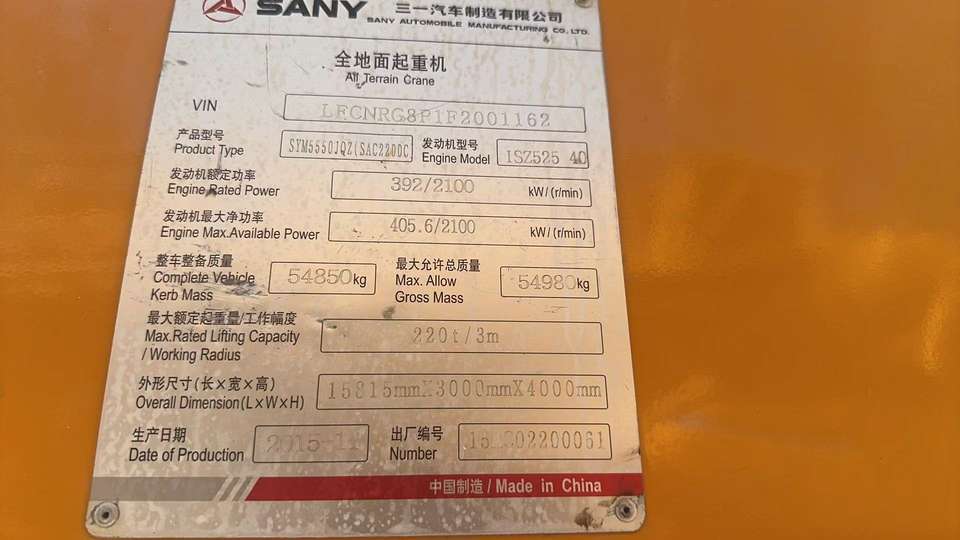 SANY 三一汽车制造有限公司
SANY AUTOMOBILE MANUFACTURING CO., LTD.
全地面起重机
All Terrain Crane
VIN LFCNRG8P1F2001162
产品型号 发动机型号
Product Type SYM5550JQZ(SAC2200C Engine Model ISZ525 40
发动机额定功率
Engine Rated Power 392/2100 kW/(r/min)
发动机最大净功率
Engine Max.Available Power 405.6/2100 kW/(r/min)
整车整备质量 最大允许总质量
Complete Vehicle 54850kg Max. Allow 54980kg
Kerb Mass Gross Mass
最大额定起重量/工作幅度
Max.Rated Lifting Capacity 220t/3m
/ Working Radius
外形尺寸(长×宽×高)
Overall Dimension(L×W×H) 15815mmX3000mmX4000mm
生产日期 出厂编号
Date of Production Number
中国制造 / Made in China